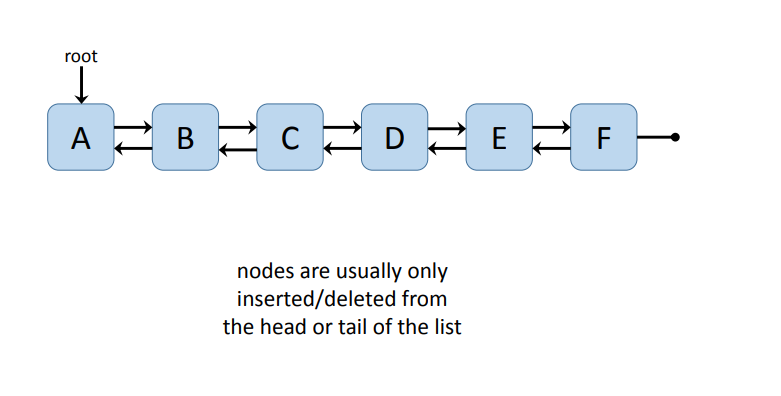 root
A B C D E F
nodes are usually only
inserted/deleted from
the head or tail of the list